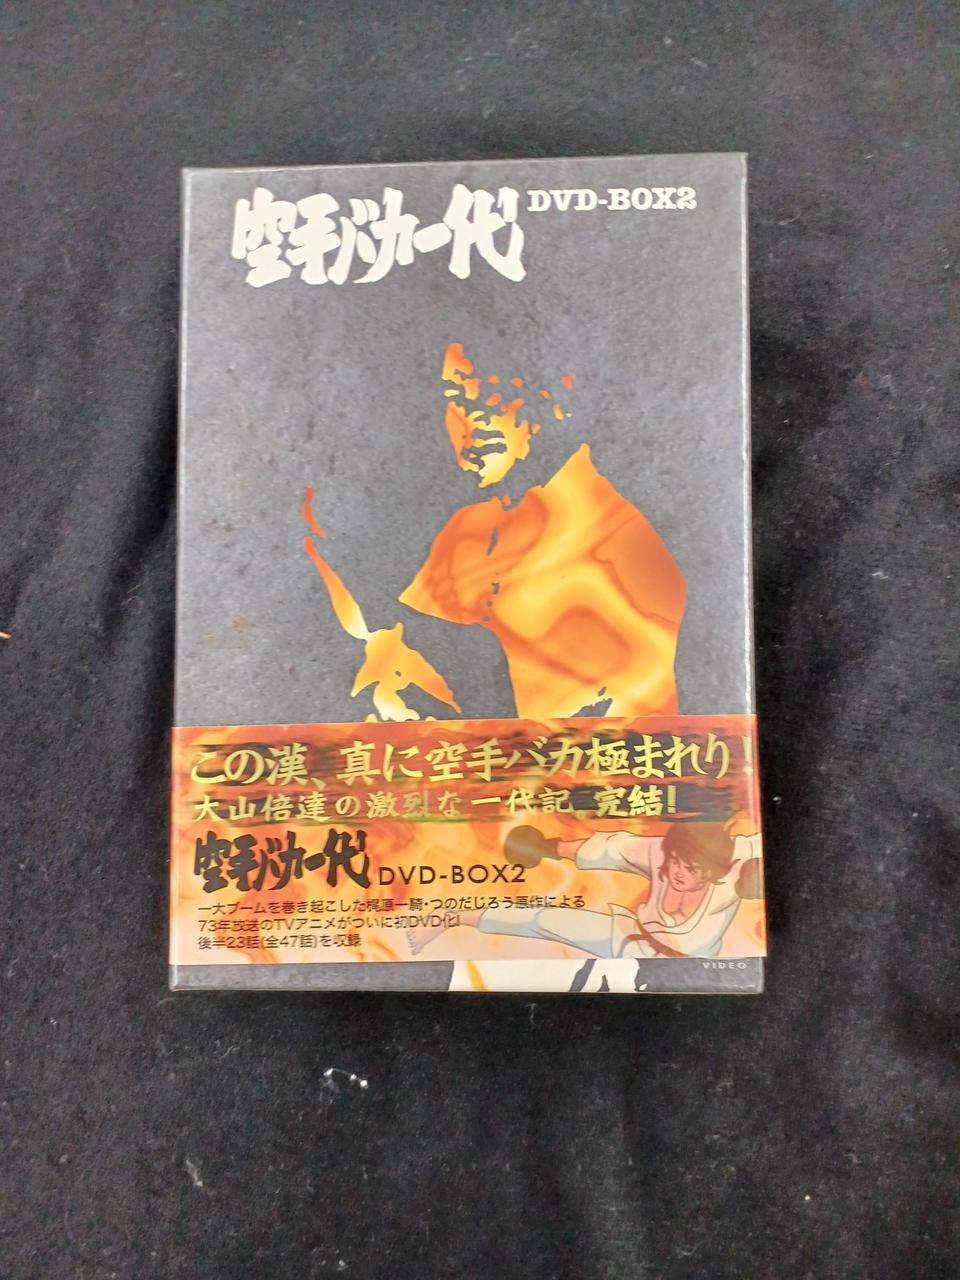 空手バカ一代 DVD-BOX2
この漢、真に空手バカ極まれり!
大山倍達の激烈な一代記 完結!
空手バカ一代 DVD-BOX2
一大ブームを巻き起こした梶原一騎・つのだじろう原作による
73年放送のTVアニメがついに初DVD化!
後半23話(全47話)を収録
VIDEO